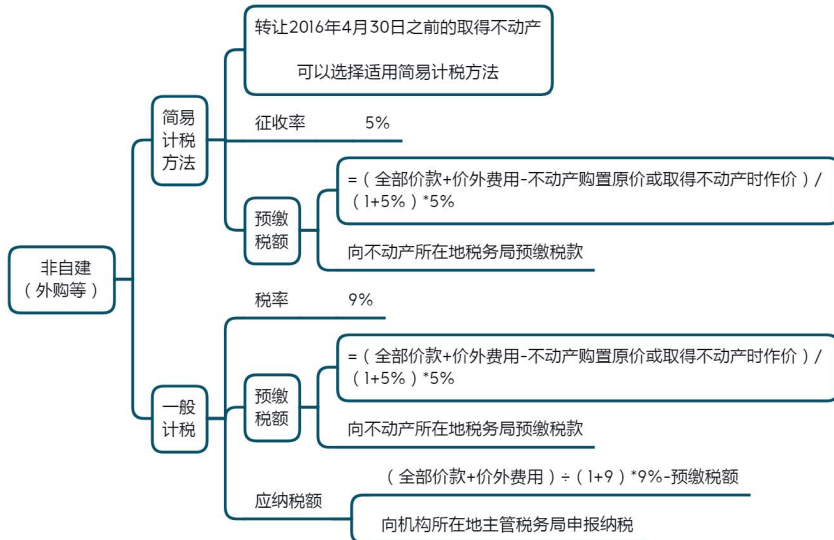 转让2016年4月30日之前的取得不动产
可以选择适用简易计税方法
简易
计税
方法
征收率 5%
=（全部价款+价外费用-不动产购置原价或取得不动产时作价）/
（1+5%）*5%
预缴
税额
向不动产所在地税务局预缴税款
非自建
（外购等）
税率 9%
=（全部价款+价外费用-不动产购置原价或取得不动产时作价）/
（1+5%）*5%
预缴
税额
一般
计税
向不动产所在地税务局预缴税款
（全部价款+价外费用）÷（1+9）*9%-预缴税额
应纳税额
向机构所在地主管税务局申报纳税